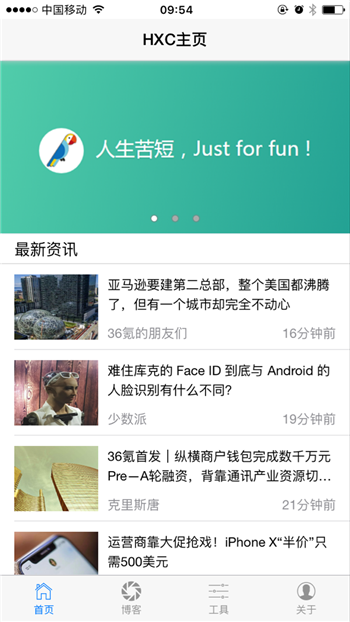 中国移动
09:54
HXC主页
人生苦短，Just for fun！
最新资讯
亚马逊要建第二总部，整个美国都沸腾
了，但有一个城市却完全不动心
36氪的朋友们
16分钟前
难住库克的 Face ID 到底与 Android 的
人脸识别有什么不同？
少数派
19分钟前
36氪首发｜纵横商户钱包完成数千万元
Pre—A轮融资，背靠通讯产业资源切…
克里斯唐
21分钟前
运营商靠大促抢戏！iPhone X“半价”只
需500美元
首页
博客
工具
关于